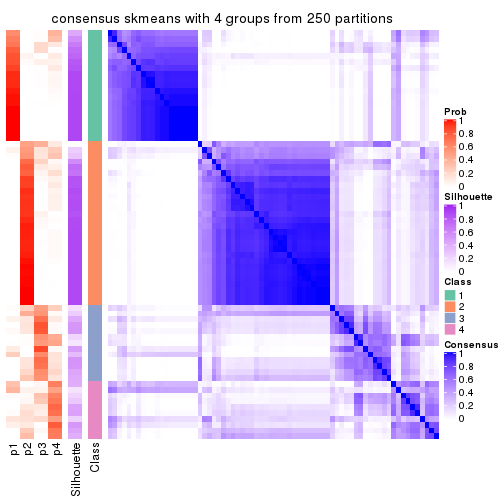 consensus skmeans with 4 groups from 250 partitions
Prob
1
0.8
0.6
0.4
0.2
0
Silhouette
1
0.8
0.6
0.4
0.2
0
Class
1
2
3
4
Consensus
1
0.8
0.6
0.4
0.2
0
p1
p2
p3
p4
Silhouette
Class